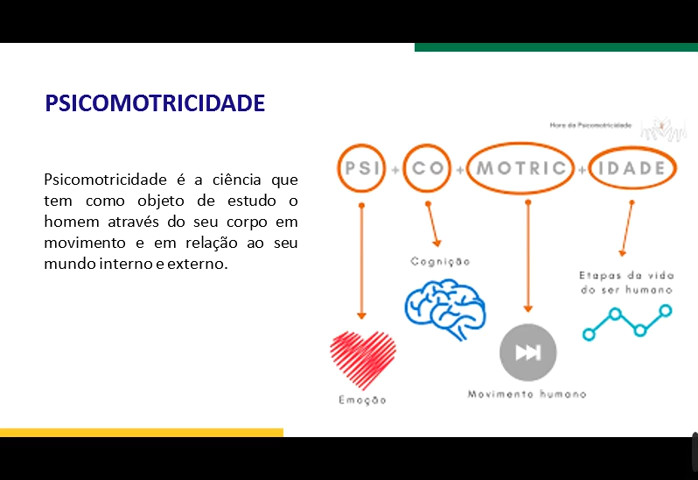 PSICOMOTRICIDADE
Psicomotricidade é a ciência que
tem como objeto de estudo o
homem através do seu corpo em
movimento e em relação ao seu
mundo interno e externo.
Hora da Psicomotricidade
PSI + CO + MOTRIC + IDADE
Cognição
Etapas da vida
do ser humano
Emoção
Movimento humano